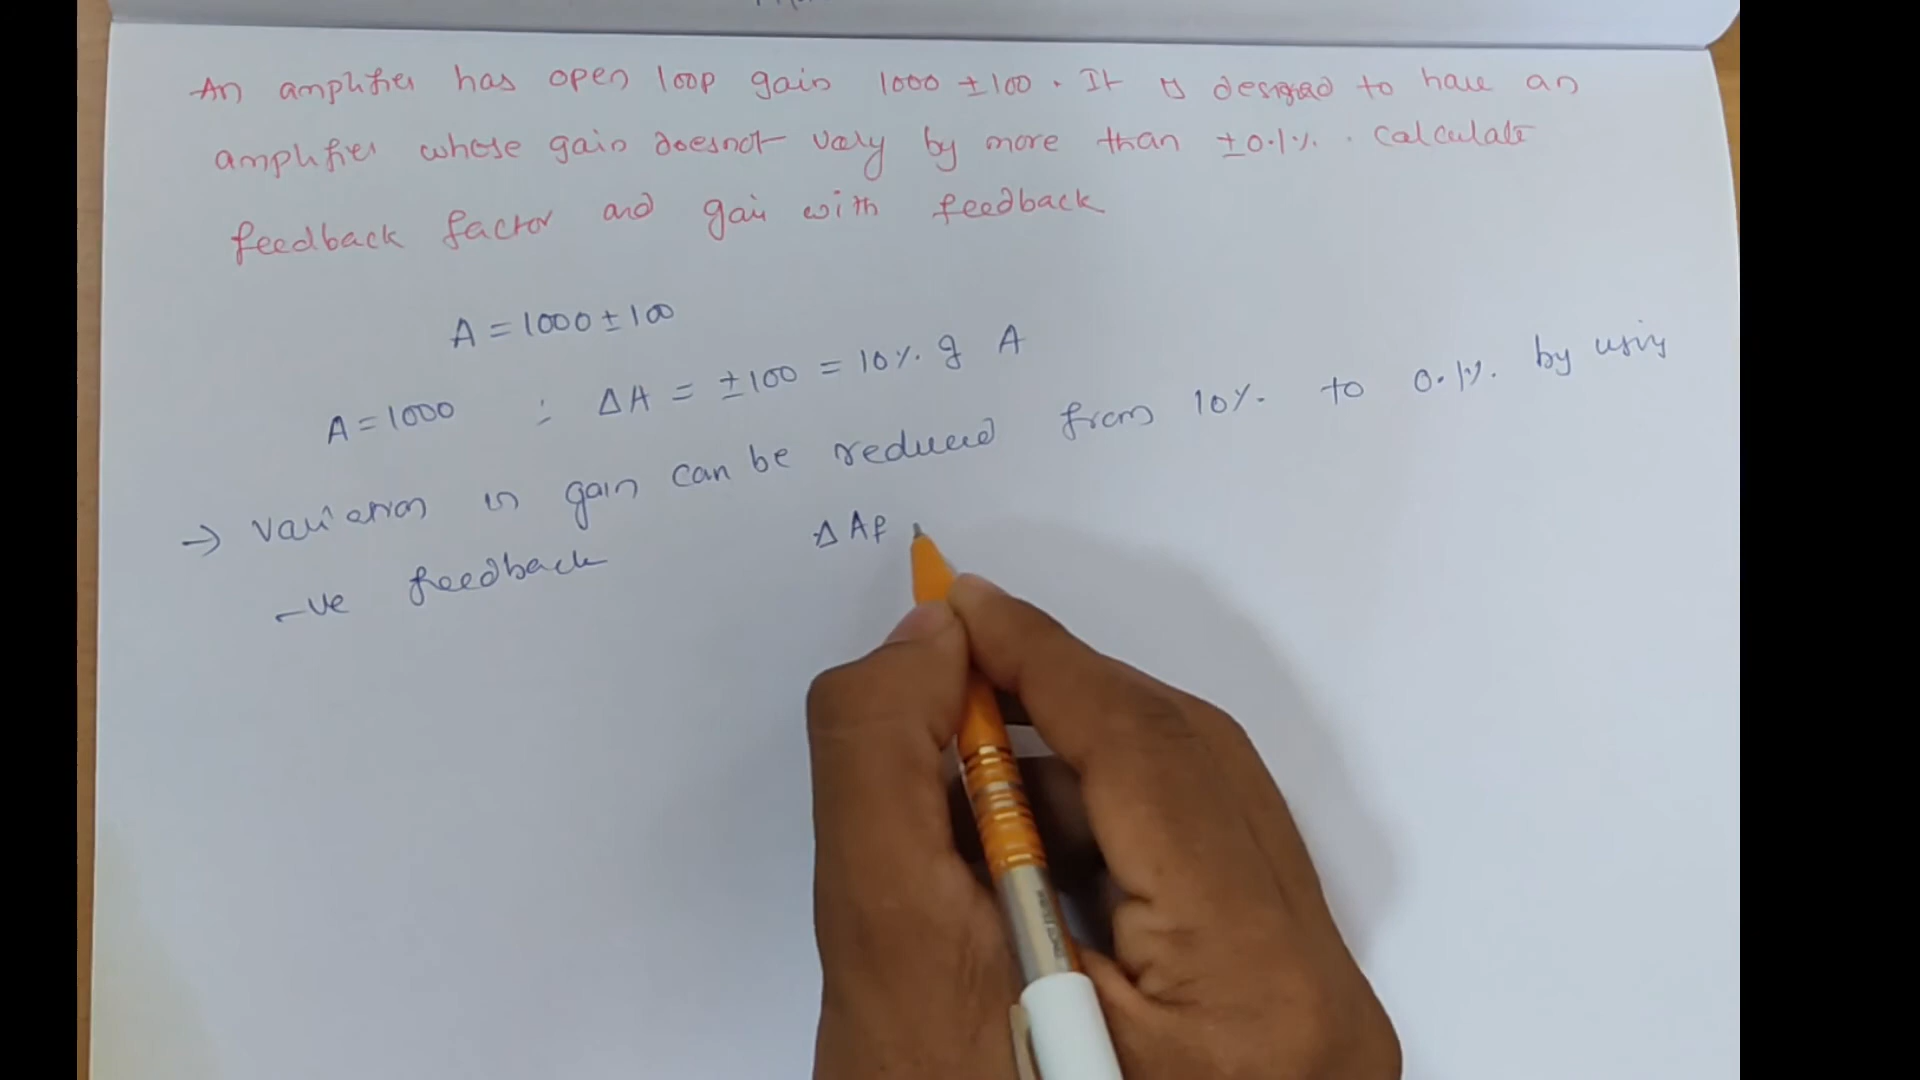 An amplifier has open loop gain 1000 ±100. It is designed to have an
amplifier whose gain doesnot vary by more than ±0.1%. Calculate
feedback factor and gain with feedback
A = 1000 ± 100
A = 1000 : ΔA = ±100 = 10% of A
→ Variation in gain can be reduced from 10% to 0.1% by using
-ve feedback
ΔAf